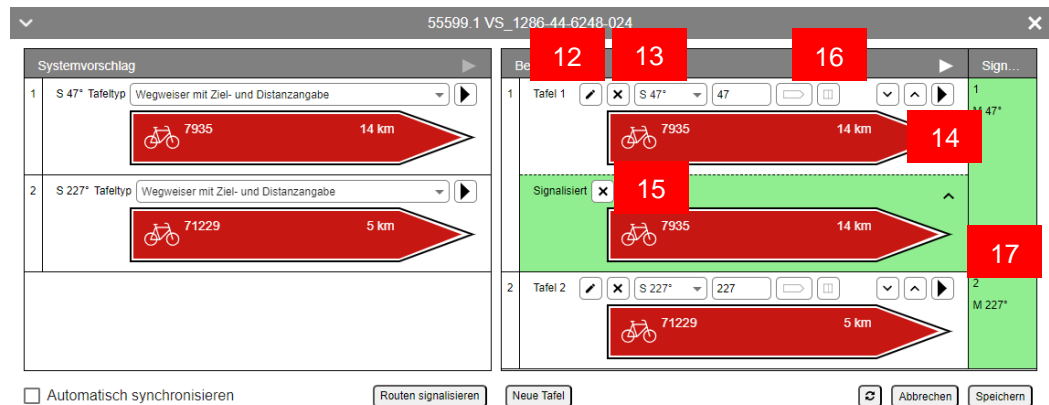 55599.1 VS_1286-44-6248-024
Systemvorschlag
1 S 47° Tafeltyp Wegweiser mit Ziel- und Distanzangabe
7935 14 km
2 S 227° Tafeltyp Wegweiser mit Ziel- und Distanzangabe
71229 5 km
12 13 16
Sign...
1 Tafel 1 S 47° 47
7935 14 km
14
Signalisiert 15
7935 14 km
2 Tafel 2 S 227° 227
71229 5 km
1
M 47°
17
2
M 227°
Automatisch synchronisieren Routen signalisieren Neue Tafel Abbrechen Speichern